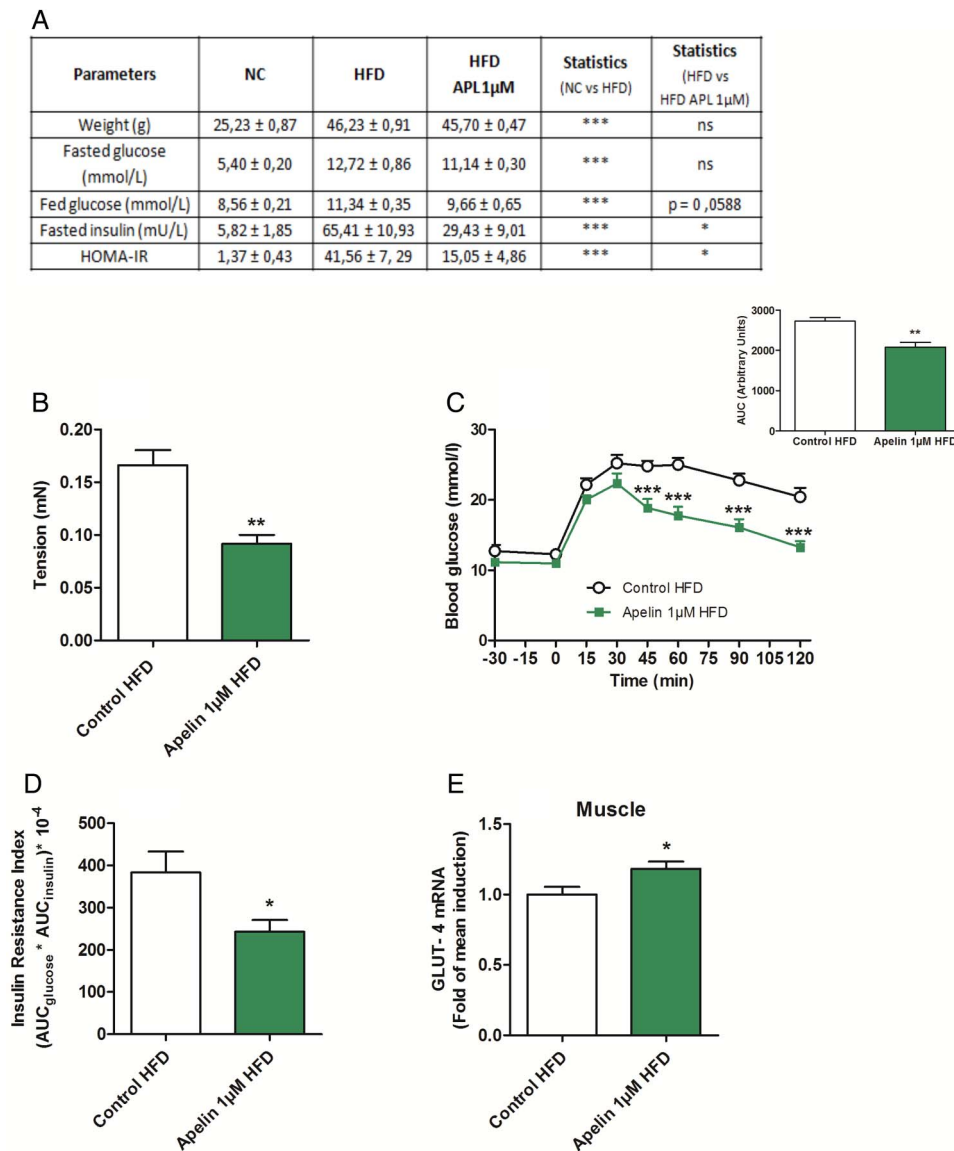 A
Parameters NC HFD HFD APL 1µM Statistics (NC vs HFD) Statistics (HFD vs HFD APL 1µM)
Weight (g) 25,23 ± 0,87 46,23 ± 0,91 45,70 ± 0,47 *** ns
Fasted glucose (mmol/L) 5,40 ± 0,20 12,72 ± 0,86 11,14 ± 0,30 *** ns
Fed glucose (mmol/L) 8,56 ± 0,21 11,34 ± 0,35 9,66 ± 0,65 *** p = 0 ,0588
Fasted insulin (mU/L) 5,82 ± 1,85 65,41 ± 10,93 29,43 ± 9,01 *** *
HOMA-IR 1,37 ± 0,43 41,56 ± 7, 29 15,05 ± 4,86 *** *
AUC (Arbitrary Units)
3000
2000
1000
0
**
Control HFD Apelin 1µM HFD
B
Tension (mN)
0.20
0.15
0.10
0.05
0.00
**
Control HFD
Apelin 1µM HFD
C
Blood glucose (mmol/l)
30
20
10
*** *** *** ***
Control HFD
Apelin 1µM HFD
-30 -15 0 15 30 45 60 75 90 105 120
Time (min)
D
Insulin Resistance Index
(AUCglucose * AUCinsulin)* 10-4
500
400
300
200
100
0
*
Control HFD
Apelin 1µM HFD
E
Muscle
GLUT- 4 mRNA
(Fold of mean induction)
1.5
1.0
0.5
0.0
*
Control HFD
Apelin 1µM HFD